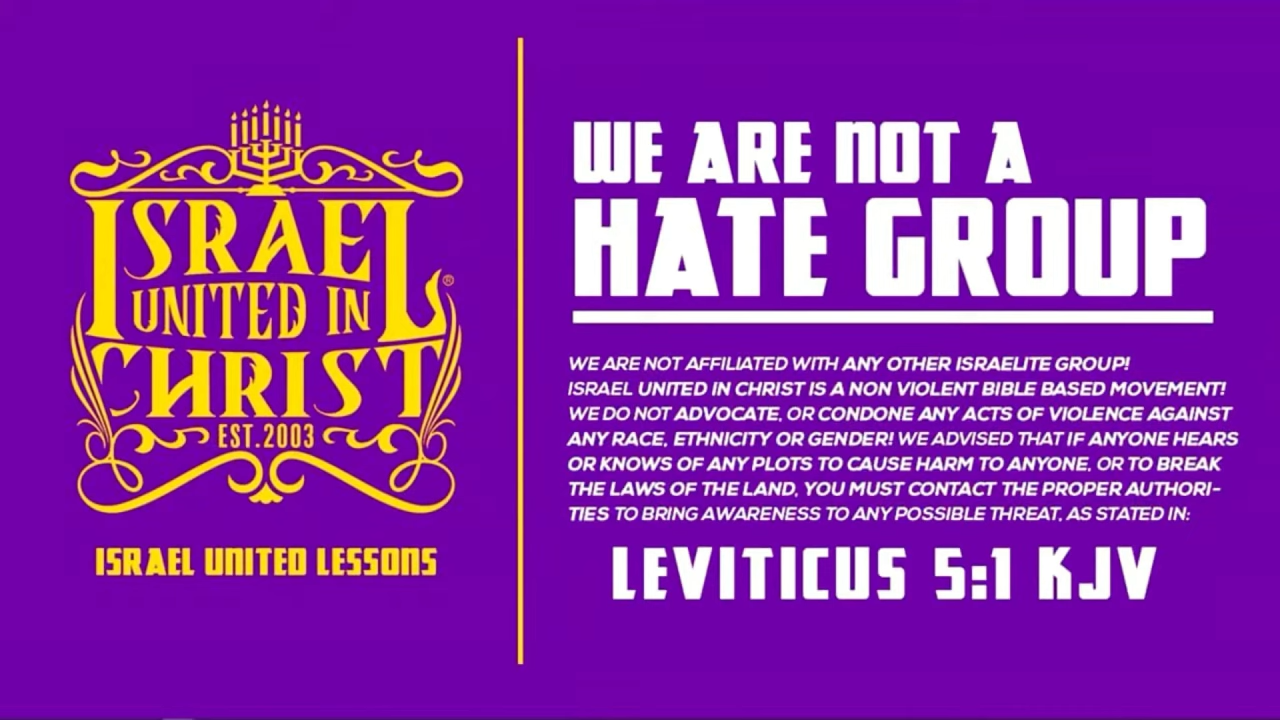 ISRAEL
UNITED IN
CHRIST
EST.2003
ISRAEL UNITED LESSONS
WE ARE NOT A
HATE GROUP
WE ARE NOT AFFILIATED WITH ANY OTHER ISRAELITE GROUP!
ISRAEL UNITED IN CHRIST IS A NON VIOLENT BIBLE BASED MOVEMENT!
WE DO NOT ADVOCATE, OR CONDONE ANY ACTS OF VIOLENCE AGAINST
ANY RACE, ETHNICITY OR GENDER! WE ADVISED THAT IF ANYONE HEARS
OR KNOWS OF ANY PLOTS TO CAUSE HARM TO ANYONE, OR TO BREAK
THE LAWS OF THE LAND, YOU MUST CONTACT THE PROPER AUTHORI-
TIES TO BRING AWARENESS TO ANY POSSIBLE THREAT, AS STATED IN:
LEVITICUS 5:1 KJV